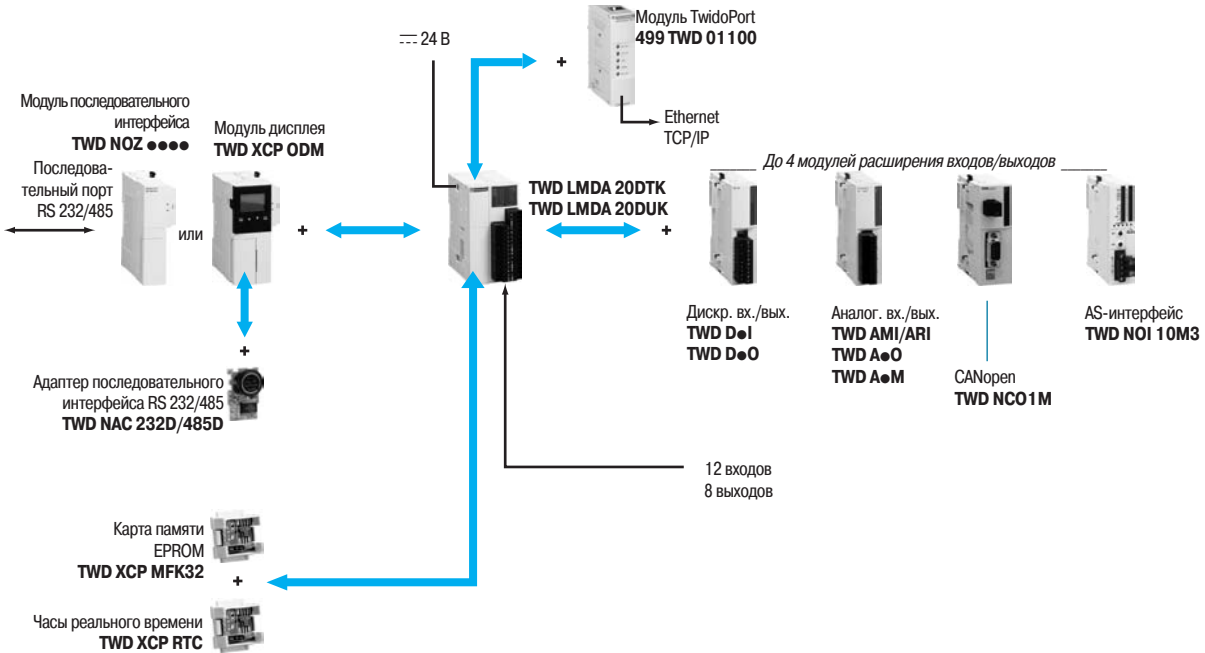 24 В
Модуль TwidoPort
499 TWD 01100
Ethernet
TCP/IP
Модуль последовательного
интерфейса
TWD NOZ ●●●●
Последова-
тельный порт
RS 232/485
или
Модуль дисплея
TWD XCP ODM
+
+
TWD LMDA 20DTK
TWD LMDA 20DUK
+
До 4 модулей расширения входов/выходов
Дискр. вх./вых.
TWD D●I
TWD D●O
Аналог. вх./вых.
TWD AMI/ARI
TWD A●O
TWD A●M
CANopen
TWD NCO1M
AS-интерфейс
TWD NOI 10M3
+
Адаптер последовательного
интерфейса RS 232/485
TWD NAC 232D/485D
12 входов
8 выходов
Карта памяти
EPROM
TWD XCP MFK32
+
Часы реального времени
TWD XCP RTC